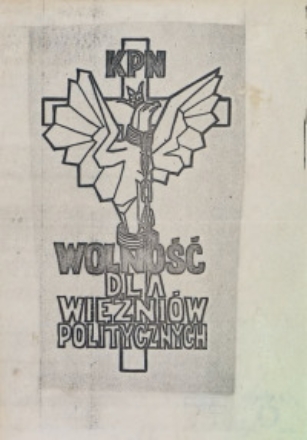 KPN
WOLNOŚĆ
DLA
WIĘŹNIÓW
POLITYCZNYCH